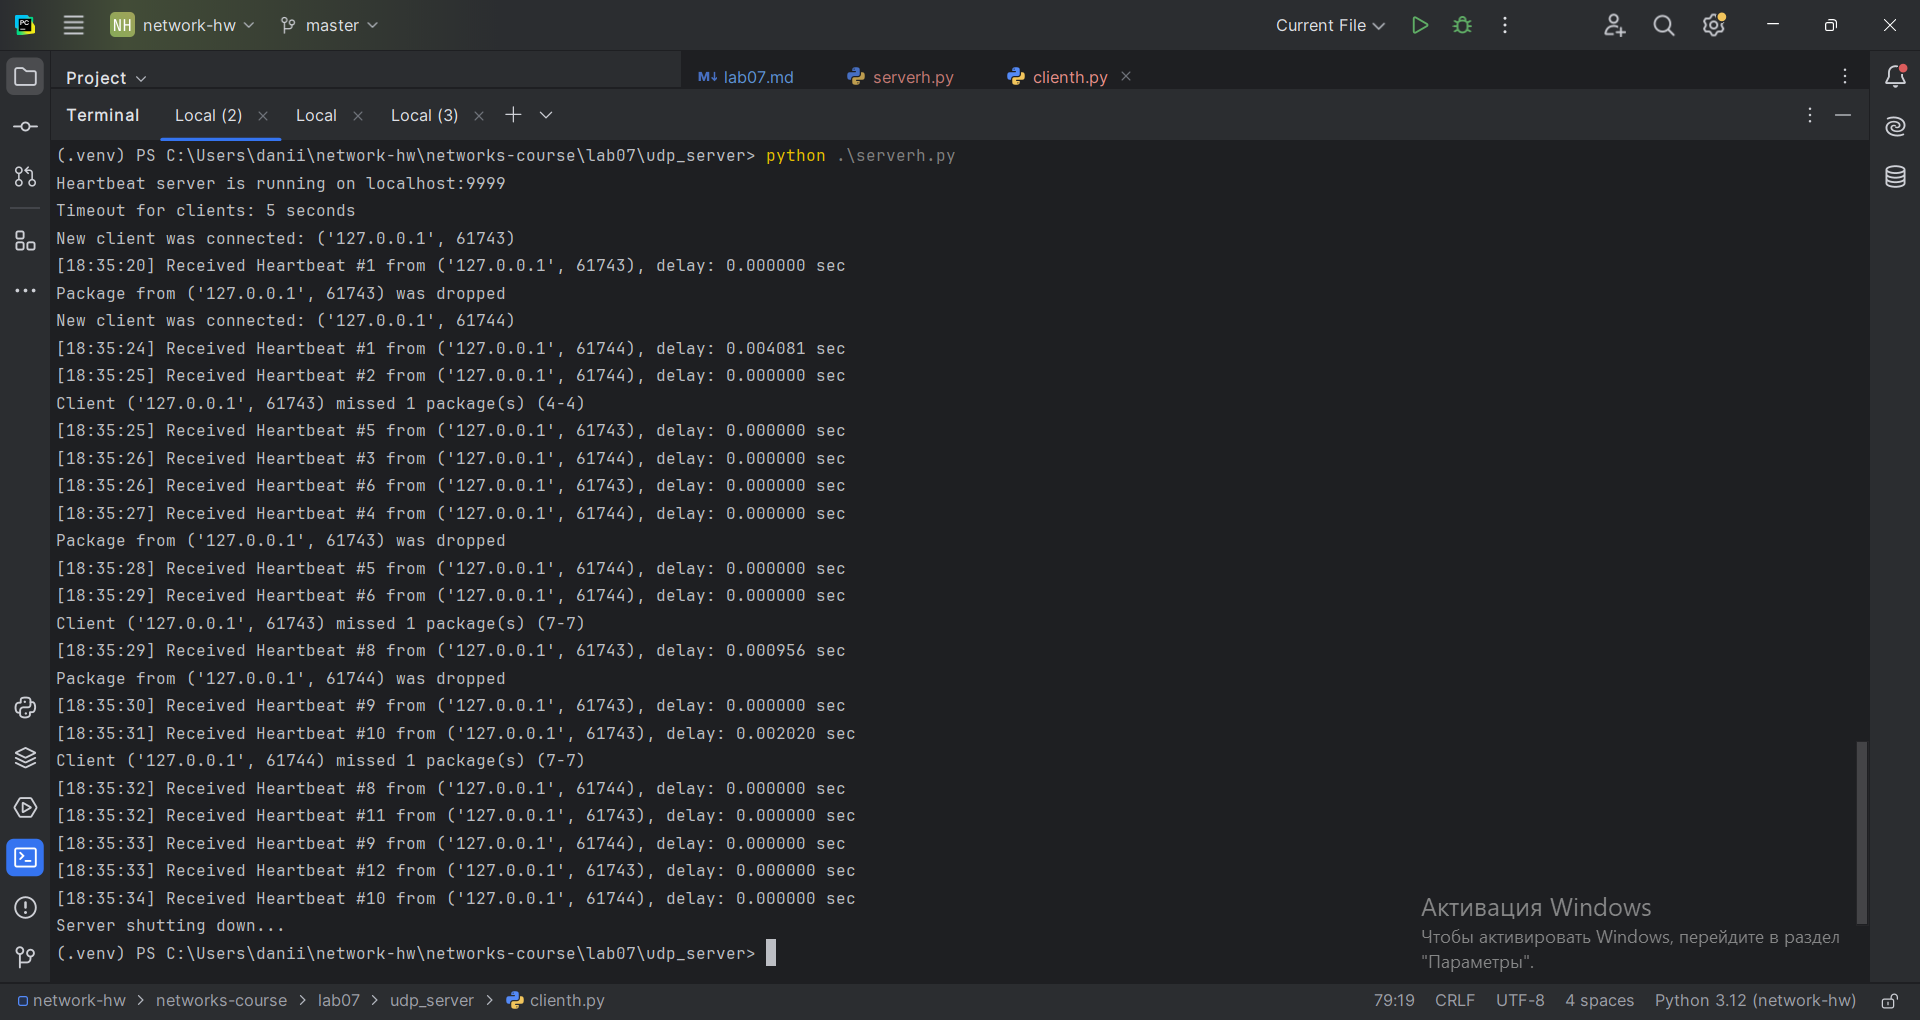 NH network-hw master Current File
Project lab07.md serverh.py clienth.py
Terminal Local (2) Local Local (3)
(.venv) PS C:\Users\danii\network-hw\networks-course\lab07\udp_server> python .\serverh.py
Heartbeat server is running on localhost:9999
Timeout for clients: 5 seconds
New client was connected: ('127.0.0.1', 61743)
[18:35:20] Received Heartbeat #1 from ('127.0.0.1', 61743), delay: 0.000000 sec
Package from ('127.0.0.1', 61743) was dropped
New client was connected: ('127.0.0.1', 61744)
[18:35:24] Received Heartbeat #1 from ('127.0.0.1', 61744), delay: 0.004081 sec
[18:35:25] Received Heartbeat #2 from ('127.0.0.1', 61744), delay: 0.000000 sec
Client ('127.0.0.1', 61743) missed 1 package(s) (4-4)
[18:35:25] Received Heartbeat #5 from ('127.0.0.1', 61743), delay: 0.000000 sec
[18:35:26] Received Heartbeat #3 from ('127.0.0.1', 61744), delay: 0.000000 sec
[18:35:26] Received Heartbeat #6 from ('127.0.0.1', 61743), delay: 0.000000 sec
[18:35:27] Received Heartbeat #4 from ('127.0.0.1', 61744), delay: 0.000000 sec
Package from ('127.0.0.1', 61743) was dropped
[18:35:28] Received Heartbeat #5 from ('127.0.0.1', 61744), delay: 0.000000 sec
[18:35:29] Received Heartbeat #6 from ('127.0.0.1', 61744), delay: 0.000000 sec
Client ('127.0.0.1', 61743) missed 1 package(s) (7-7)
[18:35:29] Received Heartbeat #8 from ('127.0.0.1', 61743), delay: 0.000956 sec
Package from ('127.0.0.1', 61744) was dropped
[18:35:30] Received Heartbeat #9 from ('127.0.0.1', 61743), delay: 0.000000 sec
[18:35:31] Received Heartbeat #10 from ('127.0.0.1', 61743), delay: 0.002020 sec
Client ('127.0.0.1', 61744) missed 1 package(s) (7-7)
[18:35:32] Received Heartbeat #8 from ('127.0.0.1', 61744), delay: 0.000000 sec
[18:35:32] Received Heartbeat #11 from ('127.0.0.1', 61743), delay: 0.000000 sec
[18:35:33] Received Heartbeat #9 from ('127.0.0.1', 61744), delay: 0.000000 sec
[18:35:33] Received Heartbeat #12 from ('127.0.0.1', 61743), delay: 0.000000 sec
[18:35:34] Received Heartbeat #10 from ('127.0.0.1', 61744), delay: 0.000000 sec
Server shutting down...
(.venv) PS C:\Users\danii\network-hw\networks-course\lab07\udp_server>
Активация Windows
Чтобы активировать Windows, перейдите в раздел
"Параметры".
network-hw > networks-course > lab07 > udp_server > clienth.py 79:19 CRLF UTF-8 4 spaces Python 3.12 (network-hw)